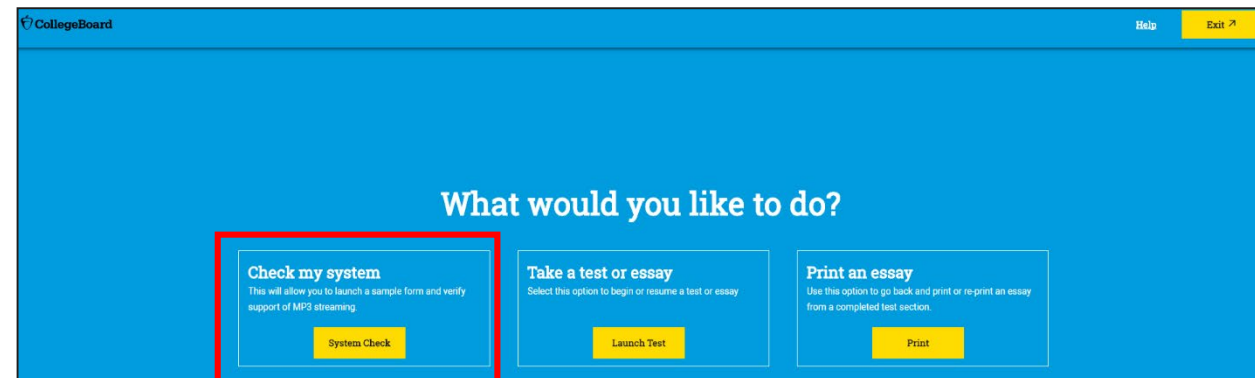 CollegeBoard
Help
Exit
What would you like to do?
Check my system
This will allow you to launch a sample form and verify
support of MP3 streaming.
System Check
Take a test or essay
Select this option to begin or resume a test or essay
Launch Test
Print an essay
Use this option to go back and print or re-print an essay
from a completed test section.
Print